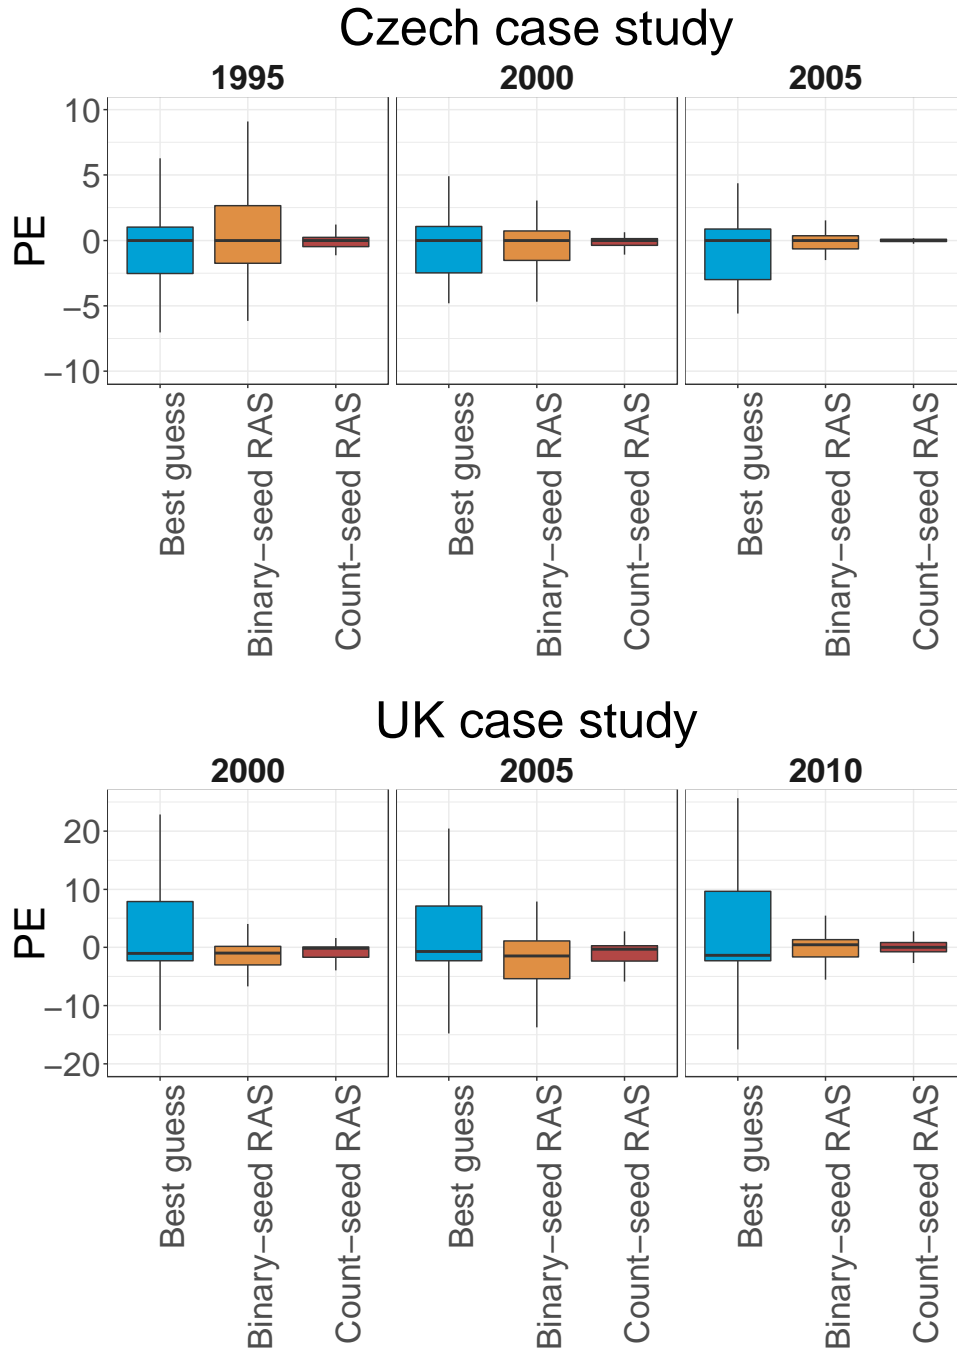 Czech case study
1995 2000 2005
PE
10
5
0
−5
−10
Best guess
Binary−seed RAS
Count−seed RAS
Best guess
Binary−seed RAS
Count−seed RAS
Best guess
Binary−seed RAS
Count−seed RAS
UK case study
2000 2005 2010
PE
20
10
0
−10
−20
Best guess
Binary−seed RAS
Count−seed RAS
Best guess
Binary−seed RAS
Count−seed RAS
Best guess
Binary−seed RAS
Count−seed RAS